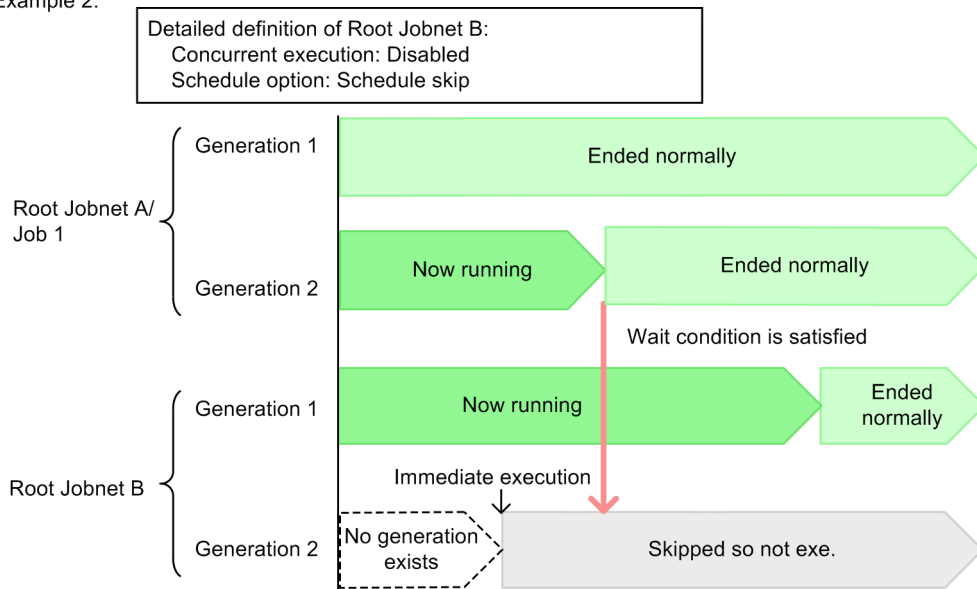 Example 2:
Detailed definition of Root Jobnet B:
Concurrent execution: Disabled
Schedule option: Schedule skip
Generation 1
Ended normally
Root Jobnet A/
Job 1
Now running
Ended normally
Generation 2
Wait condition is satisfied
Generation 1
Now running
Ended
normally
Immediate execution
Root Jobnet B
Generation 2
No generation
exists
Skipped so not exe.